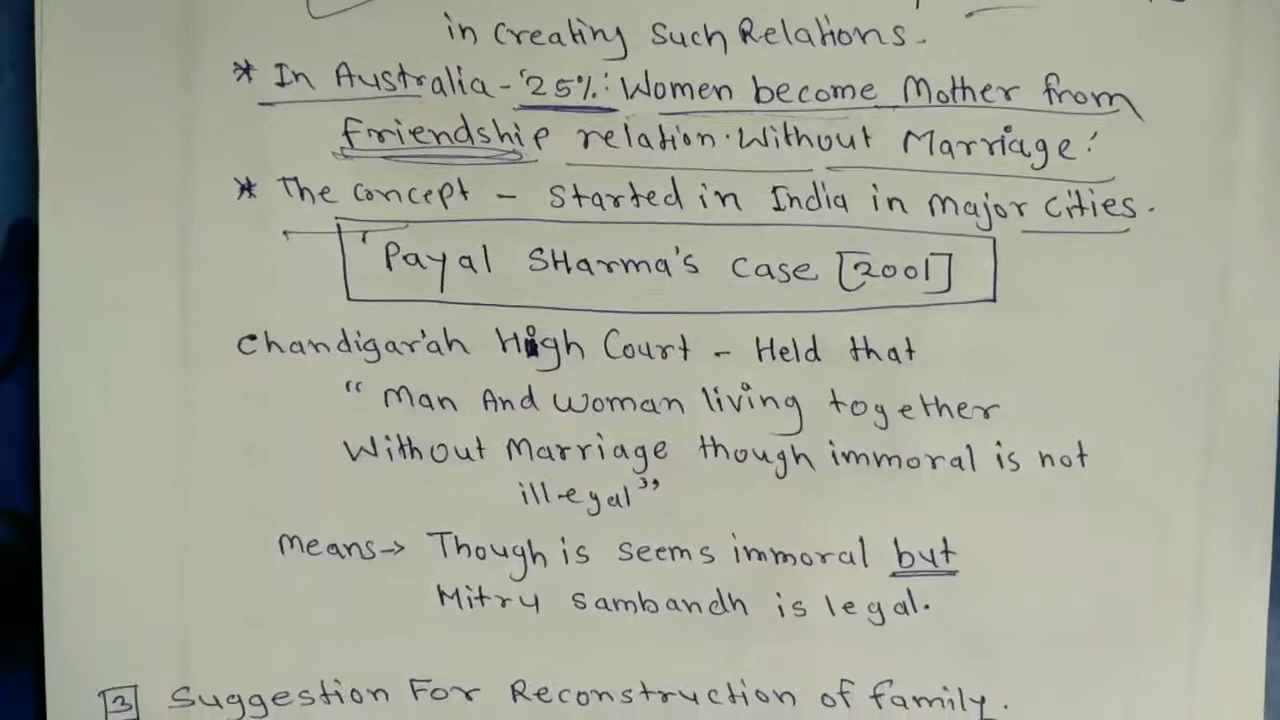 in creating Such Relations.
* In Australia - '25%' Women become Mother from
friendship relation. Without Marriage.'
* The concept - Started in India in major cities.
Payal SHarma's case [2001]
Chandigarah High Court - Held that
"Man And Woman living together
Without Marriage though immoral is not
illegal"
means→ Though is seems immoral but
Mitry Sambandh is legal.
3 Suggestion For Reconstruction of family.